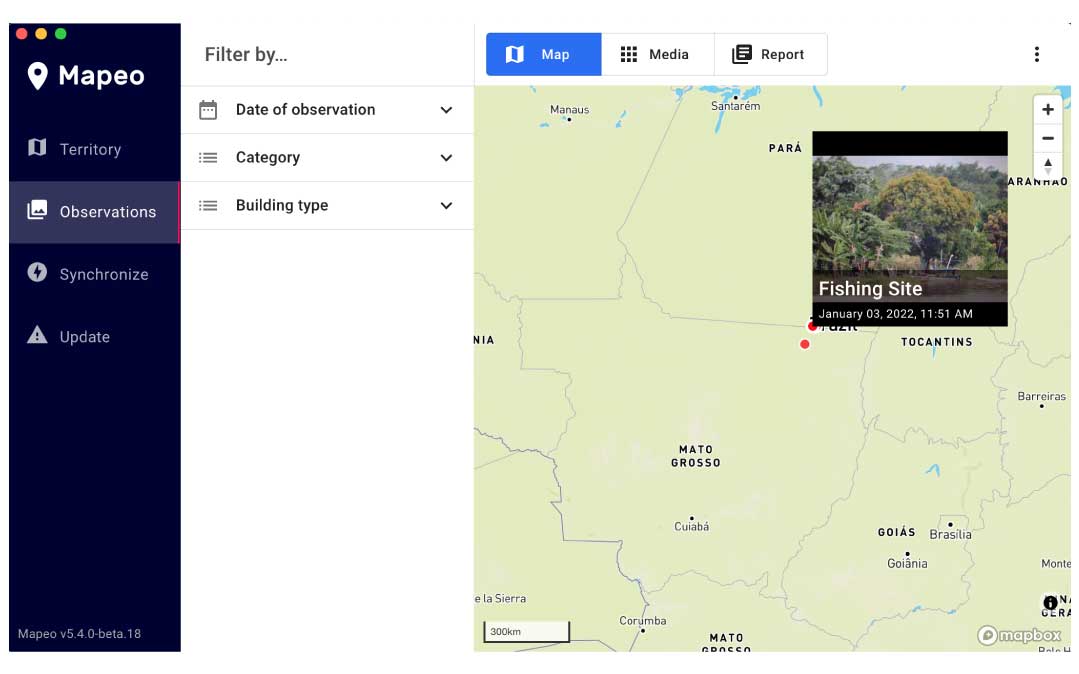 Mapeo
Territory
Observations
Synchronize
Update
Mapeo v5.4.0-beta.18
Filter by...
Date of observation
Category
Building type
Map
Media
Report
Manaus
Santarém
PARÁ
ARANHÃO
Fishing Site
January 03, 2022, 11:51 AM
NIA
TOCANTINS
Barreiras
MATO
GROSSO
Cuiabá
GOIÁS
Brasília
Goiânia
Monte
e la Sierra
300km
Corumba
MATO
GROSSO
GERA
mapbox